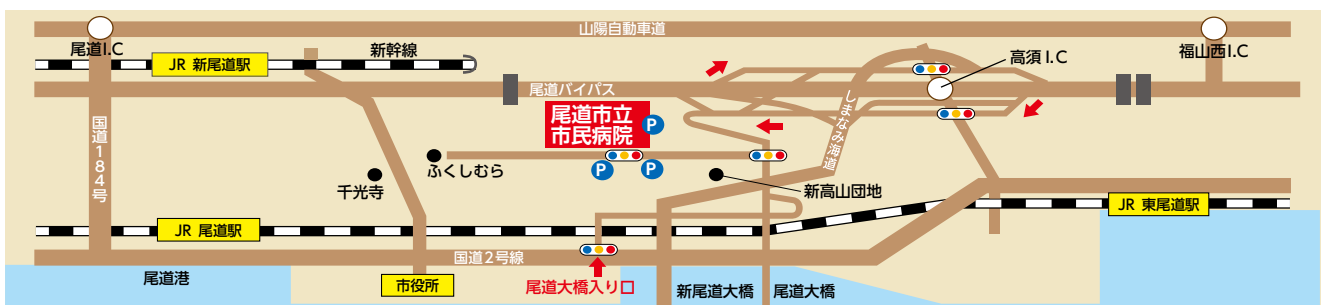 山陽自動車道
尾道I.C
新幹線
高須I.C
福山西I.C
JR 新尾道駅
尾道バイパス
しまなみ海道
尾道市立
市民病院
P
P
P
国道184号
ふくしむら
千光寺
新高山団地
JR 東尾道駅
JR 尾道駅
国道2号線
尾道港
市役所
尾道大橋入り口
新尾道大橋
尾道大橋